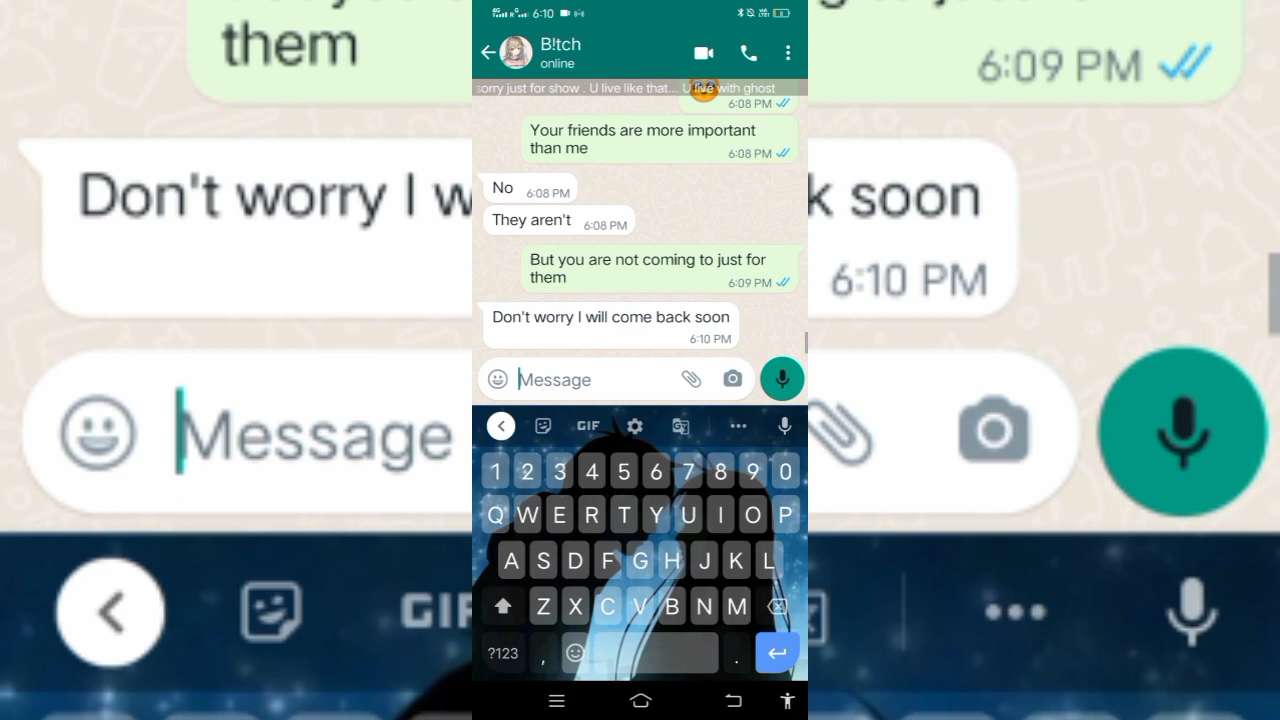 6:10
B!tch
online
sorry just for show . U live like that... U live with ghost
6:08 PM
Your friends are more important
than me
6:08 PM
No
6:08 PM
They aren't
6:08 PM
But you are not coming to just for
them
6:09 PM
Don't worry I will come back soon
6:10 PM
Message
GIF
1 2 3 4 5 6 7 8 9 0
Q W E R T Y U I O P
A S D F G H J K L
Z X C V B N M
?123 , .
them
6:09 PM
Don't worry I w
k soon
6:10 PM
Message
GIF